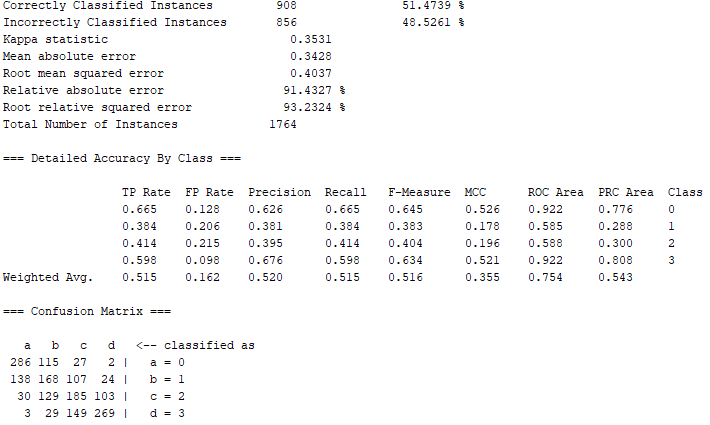 Correctly Classified Instances         908               51.4739 %
Incorrectly Classified Instances       856               48.5261 %
Kappa statistic                          0.3531
Mean absolute error                      0.3428
Root mean squared error                  0.4037
Relative absolute error                 91.4327 %
Root relative squared error             93.2324 %
Total Number of Instances             1764
=== Detailed Accuracy By Class ===
                 TP Rate  FP Rate  Precision  Recall   F-Measure  MCC      ROC Area  PRC Area  Class
                 0.665    0.128    0.626      0.665    0.645      0.526    0.922     0.776     0
                 0.384    0.206    0.381      0.384    0.383      0.178    0.585     0.288     1
                 0.414    0.215    0.395      0.414    0.404      0.196    0.588     0.300     2
                 0.598    0.098    0.676      0.598    0.634      0.521    0.922     0.808     3
Weighted Avg.    0.515    0.162    0.520      0.515    0.516      0.355    0.754     0.543
=== Confusion Matrix ===
   a   b   c   d   <-- classified as
 286 115  27   2 |   a = 0
 138 168 107  24 |   b = 1
  30 129 185 103 |   c = 2
   3  29 149 269 |   d = 3